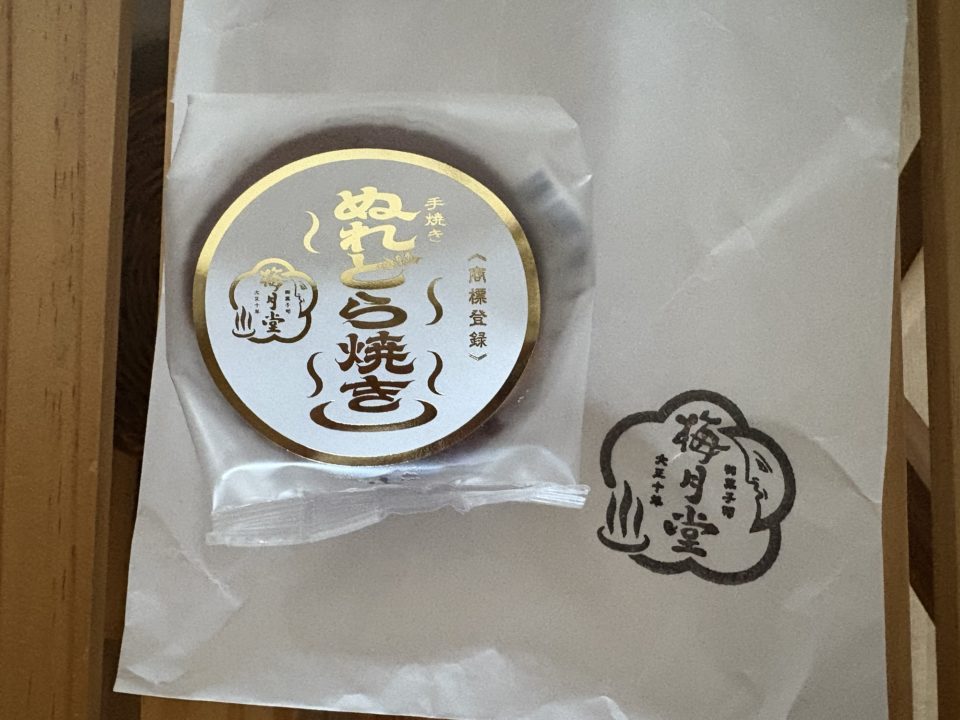 手焼き
ぬれどら焼き
《商標登録》
梅月堂
御菓子司
大正十年
梅月堂
御菓子司
大正十年